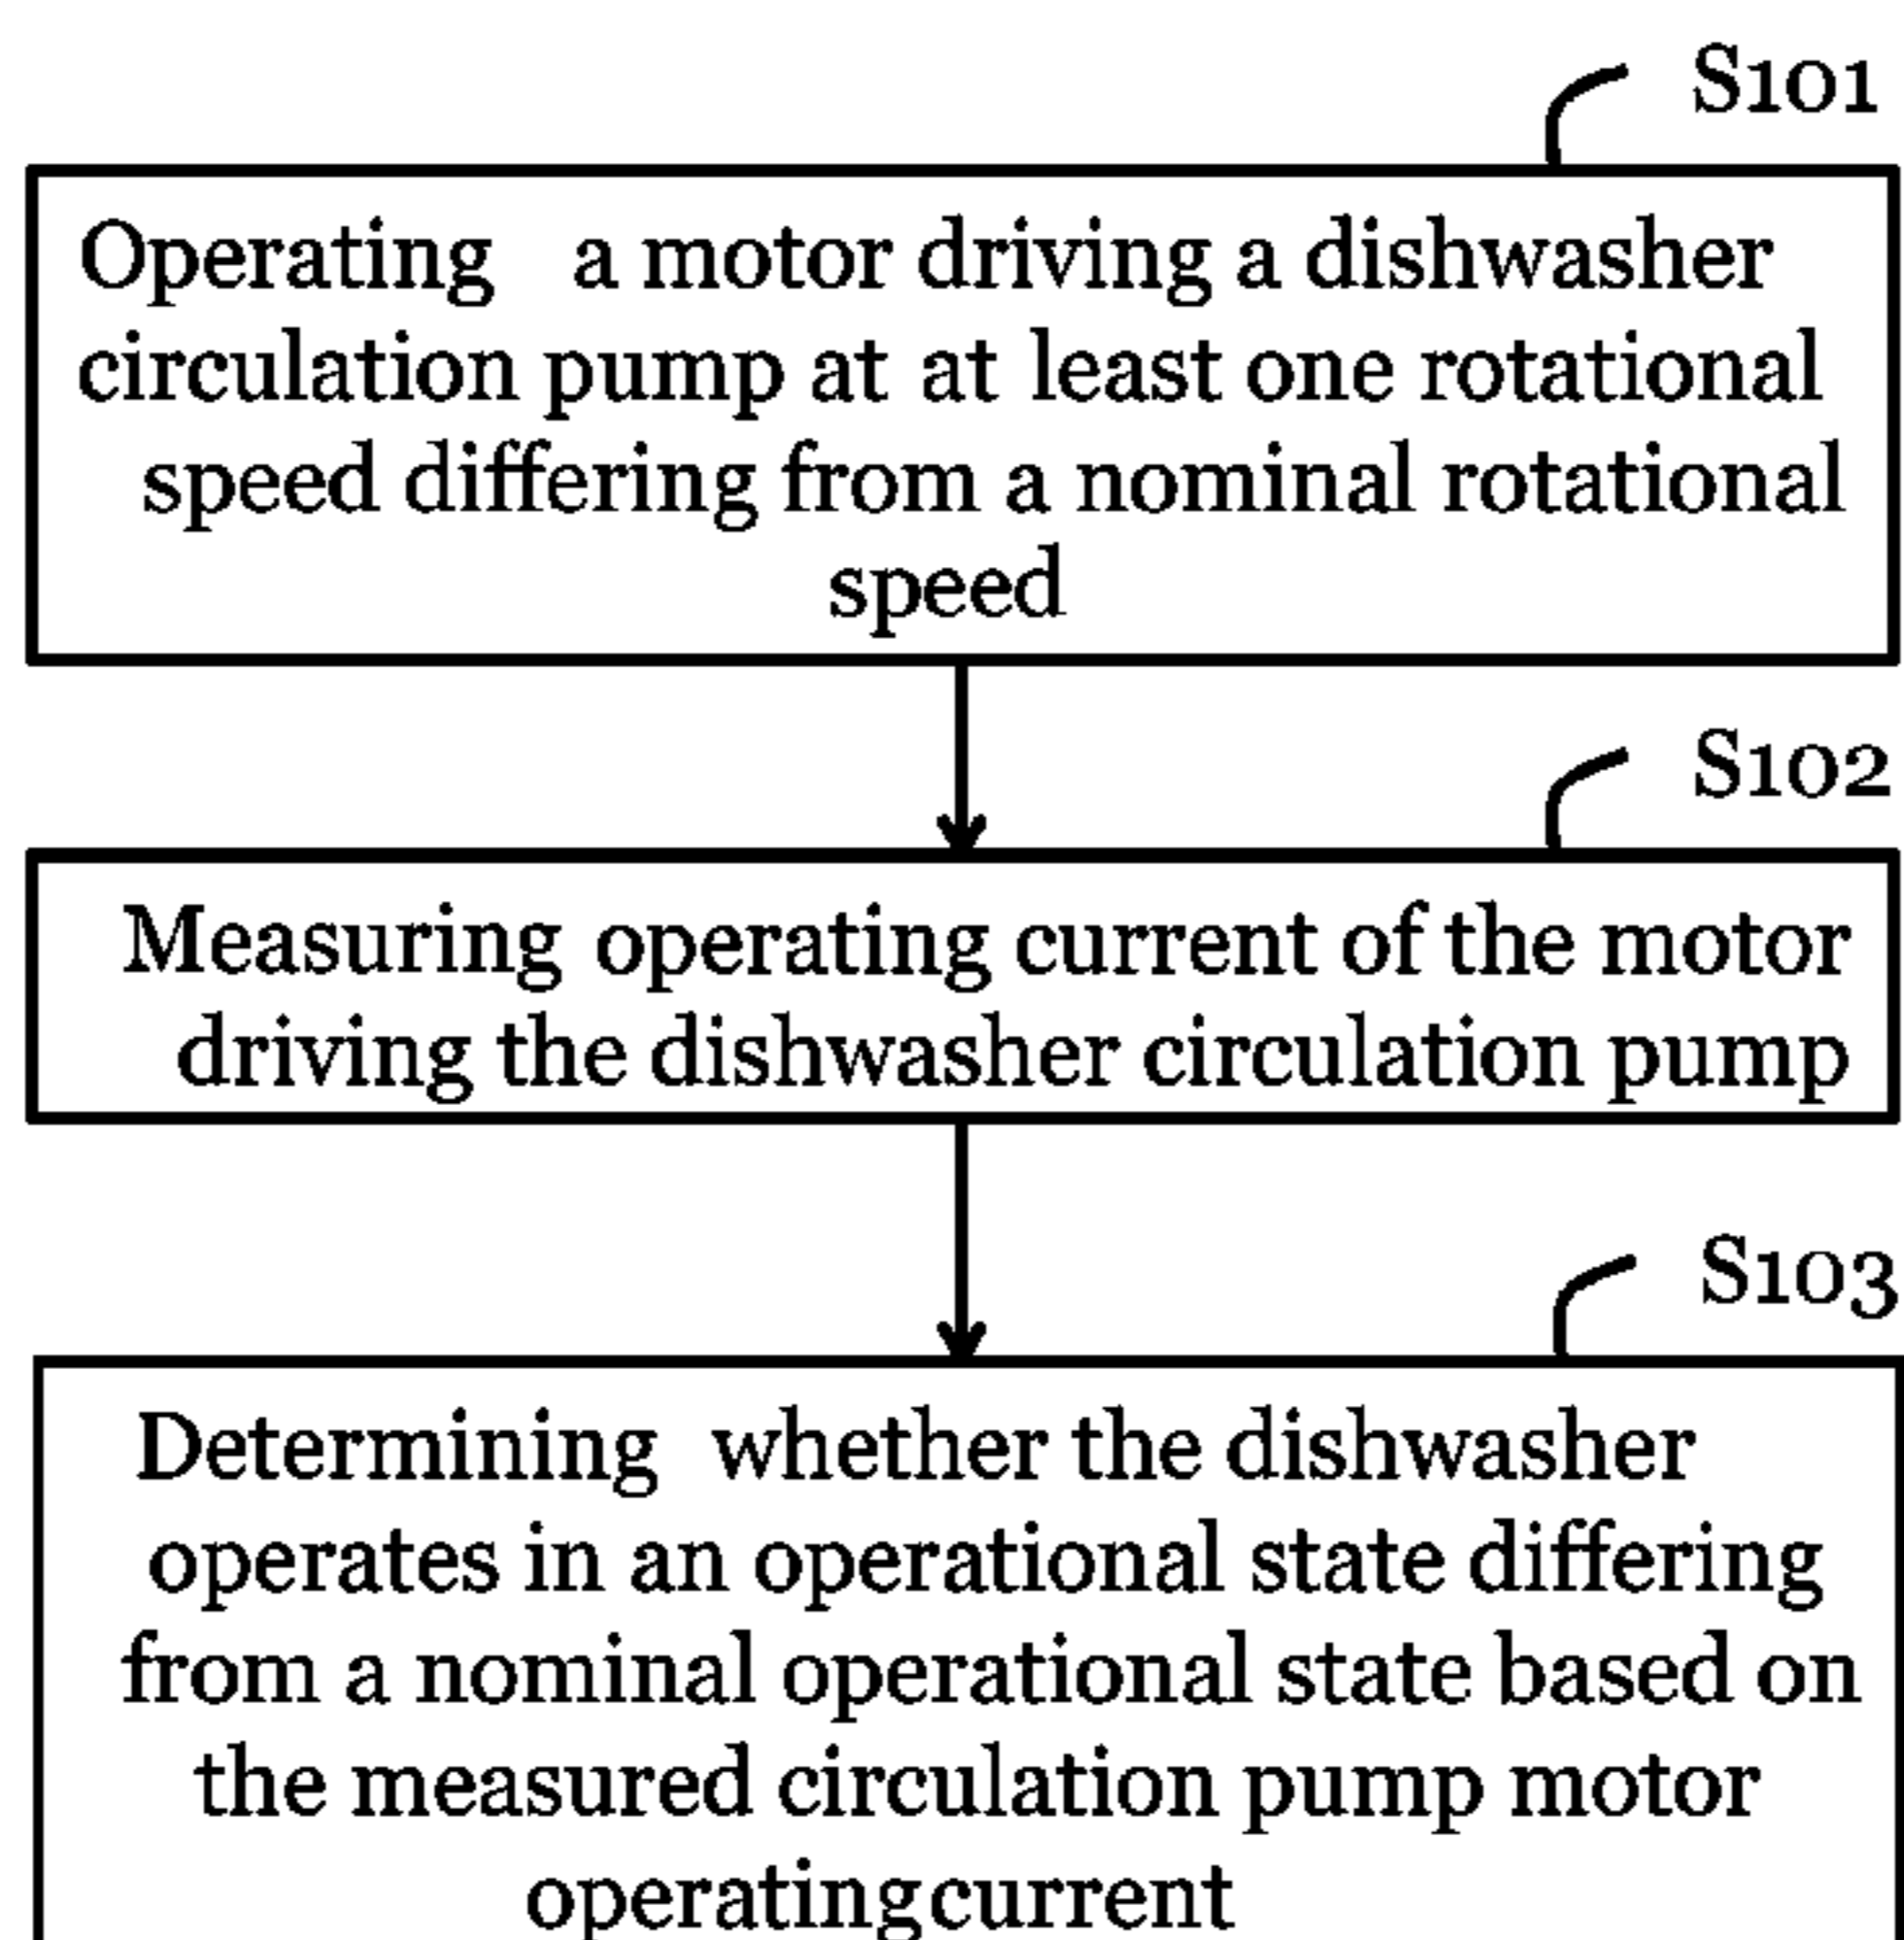 S101
Operating a motor driving a dishwasher
circulation pump at at least one rotational
speed differing from a nominal rotational
speed
S102
Measuring operating current of the motor
driving the dishwasher circulation pump
S103
Determining whether the dishwasher
operates in an operational state differing
from a nominal operational state based on
the measured circulation pump motor
operatingcurrent